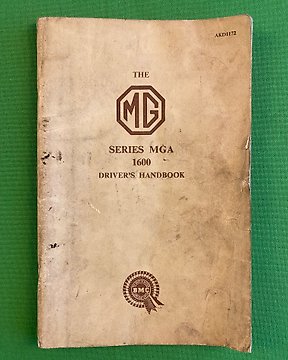 AKD1172
THE
MG
SERIES MGA
1600
DRIVER'S HANDBOOK
BMC